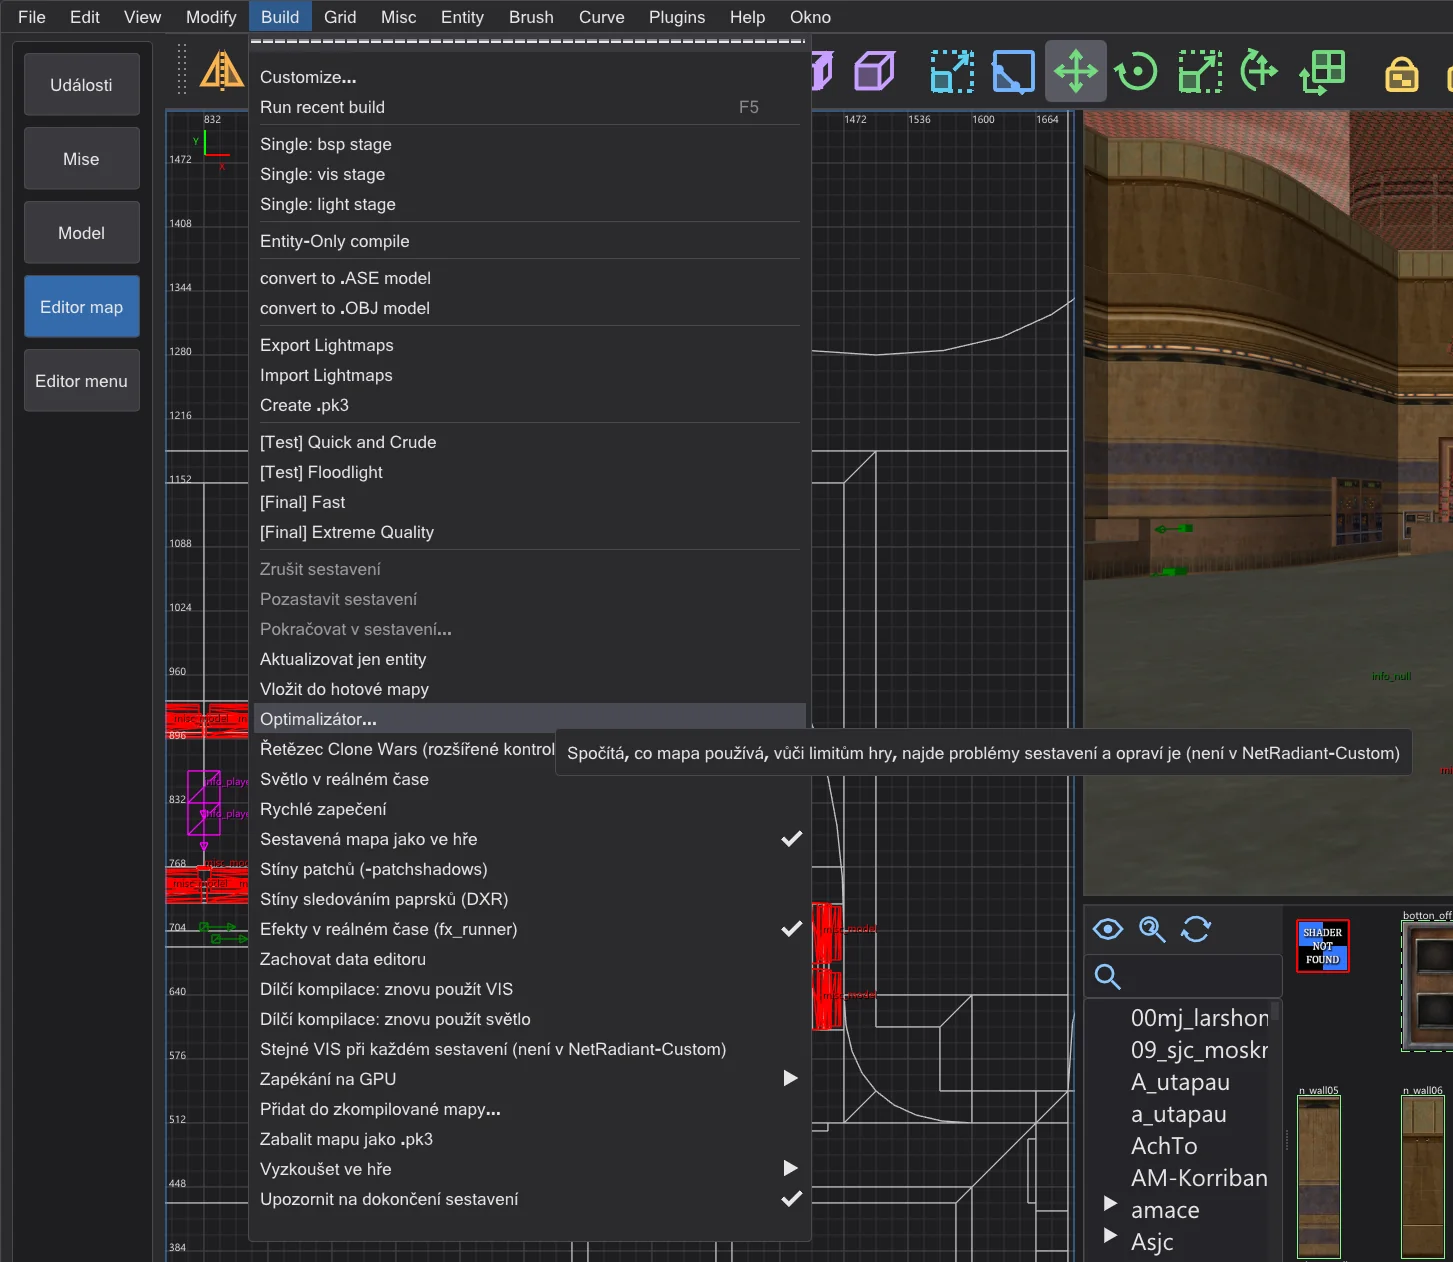 File Edit View Modify Build Grid Misc Entity Brush Curve Plugins Help Okno
Události
Mise
Model
Editor map
Editor menu
Customize...
Run recent build F5
Single: bsp stage
Single: vis stage
Single: light stage
Entity-Only compile
convert to .ASE model
convert to .OBJ model
Export Lightmaps
Import Lightmaps
Create .pk3
[Test] Quick and Crude
[Test] Floodlight
[Final] Fast
[Final] Extreme Quality
Zrušit sestavení
Pozastavit sestavení
Pokračovat v sestavení...
Aktualizovat jen entity
Vložit do hotové mapy
Optimalizátor...
Řetězec Clone Wars (rozšířené kontrol
Spočítá, co mapa používá, vůči limitům hry, najde problémy sestavení a opraví je (není v NetRadiant-Custom)
Světlo v reálném čase
Rychlé zapečení
Sestavená mapa jako ve hře
Stíny patchů (-patchshadows)
Stíny sledováním paprsků (DXR)
Efekty v reálném čase (fx_runner)
Zachovat data editoru
Dílčí kompilace: znovu použít VIS
Dílčí kompilace: znovu použít světlo
Stejné VIS při každém sestavení (není v NetRadiant-Custom)
Zapékání na GPU
Přidat do zkompilované mapy...
Zabalit mapu jako .pk3
Vyzkoušet ve hře
Upozornit na dokončení sestavení
832
1472 1536 1600 1664
Y
X
1472
1408
1344
1280
1216
1152
1088
1024
960
896
832
768
704
640
576
512
448
384
misc_model
info_playe
info_playe
misc_mod
misc_model
misc_model
misc_model
info_null
SHADER
NOT
FOUND
botton_off
n_wall05
n_wall06
00mj_larshom
09_sjc_moskr
A_utapau
a_utapau
AchTo
AM-Korriban
amace
Asjc